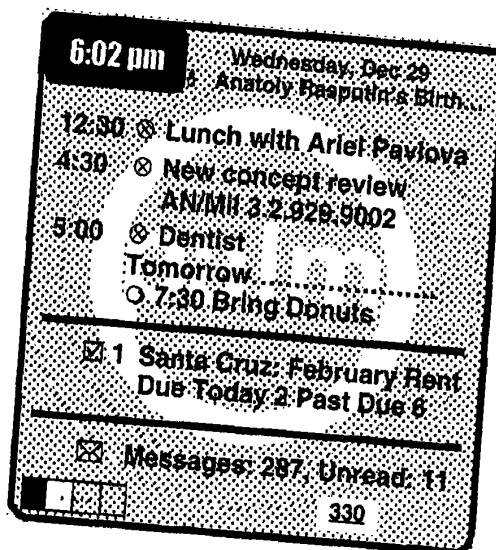 6:02 pm
Wednesday, Dec 29
Anatoly Rasputin's Birth...
12:30 Lunch with Ariel Pavlova
4:30 New concept review
AN/Mil 3.2.929.9002
5:00 Dentist
Tomorrow
7:30 Bring Donuts
1 Santa Cruz: February Rent
Due Today 2 Past Due 6
Messages: 287, Unread: 11
330